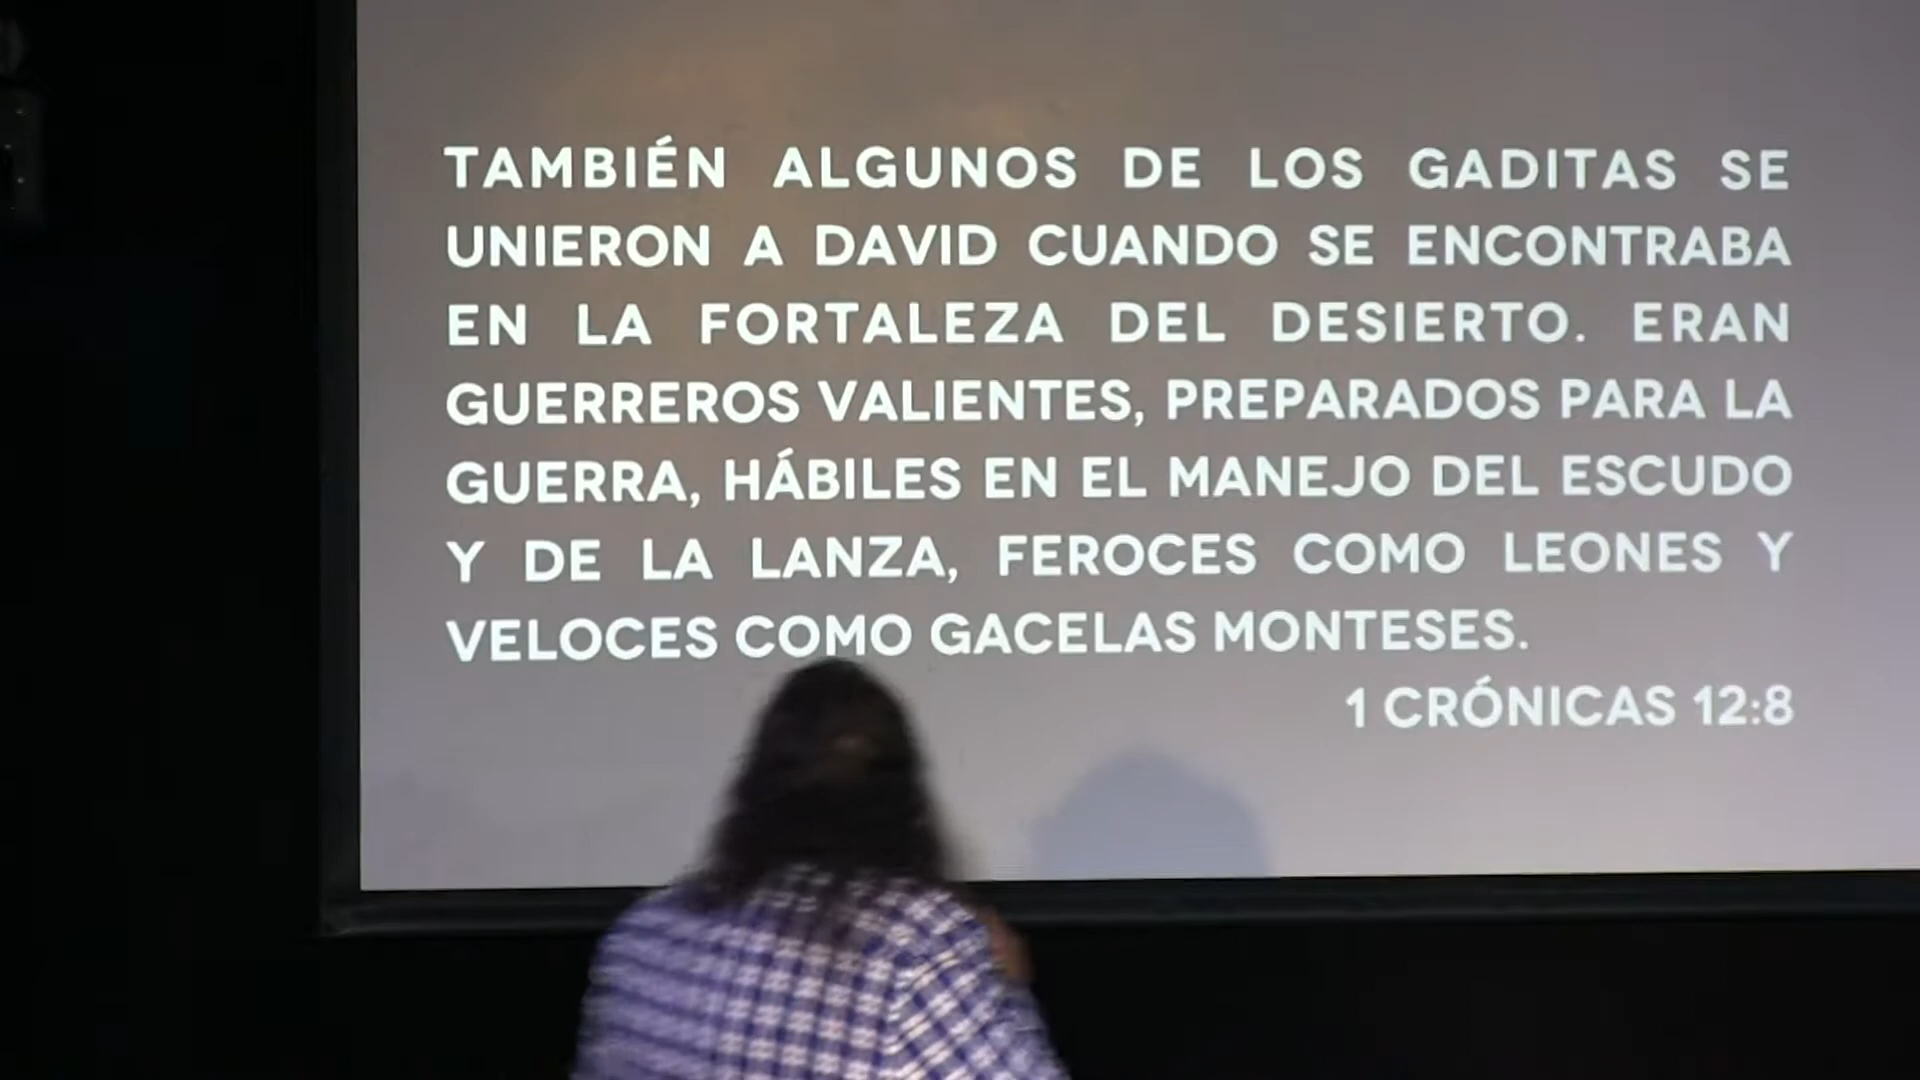 TAMBIÉN ALGUNOS DE LOS GADITAS SE
UNIERON A DAVID CUANDO SE ENCONTRABA
EN LA FORTALEZA DEL DESIERTO. ERAN
GUERREROS VALIENTES, PREPARADOS PARA LA
GUERRA, HÁBILES EN EL MANEJO DEL ESCUDO
Y DE LA LANZA, FEROCES COMO LEONES Y
VELOCES COMO GACELAS MONTESES.
1 CRÓNICAS 12:8